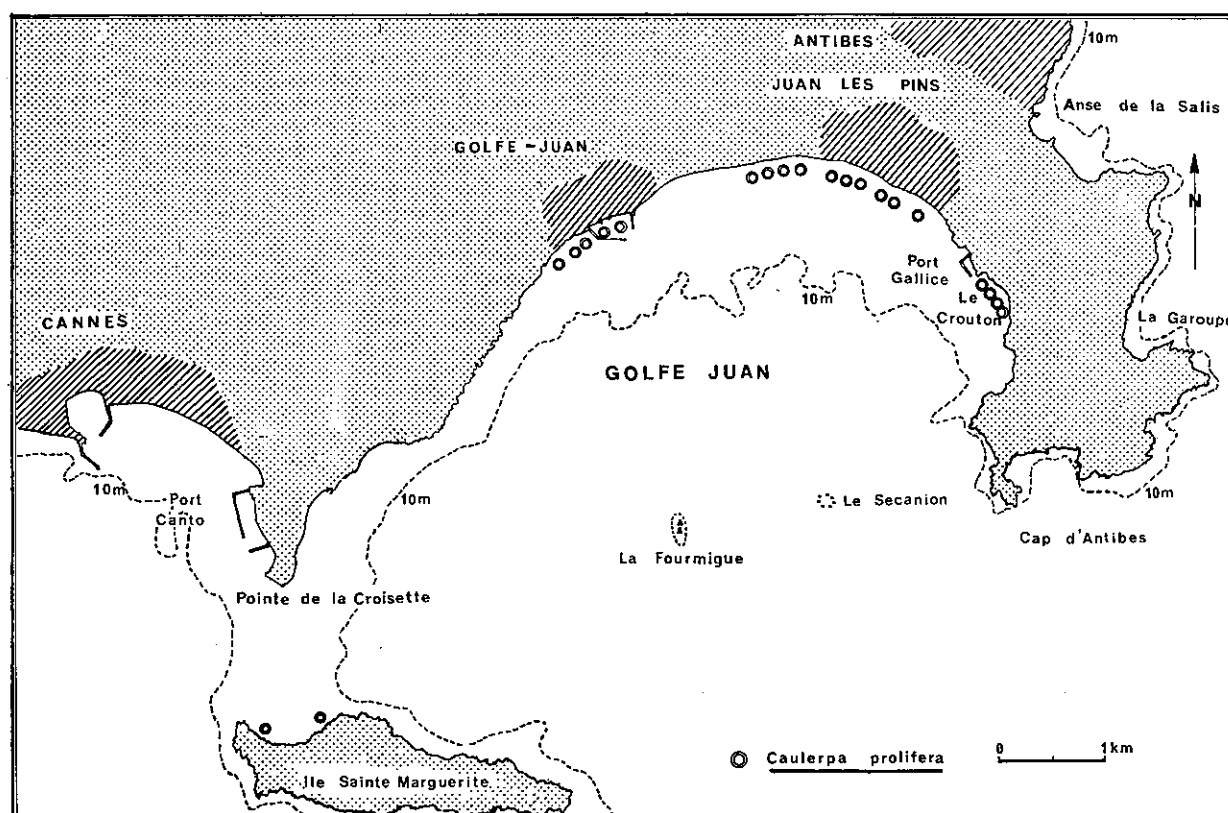 ANTIBES
10m
JUAN LES PINS
Anse de la Salis
GOLFE-JUAN
N
Port
Gallice
10m
Le
Crouton
La Garoupe
CANNES
GOLFE JUAN
10m
Port
Canto
10m
Le Secanion
10m
La Fourmigue
Cap d'Antibes
Pointe de la Croisette
Ile Sainte Marguerite
Caulerpa prolifera
0 1km